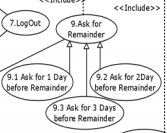 <<Include>
<<Include>>
7.LogOut
9.Ask for
Remainder
9.1 Ask for 1 Day
before Remainder
9.2 Ask for 2Day
before Remainder
9.3 Ask for 3 Days
before Remainder